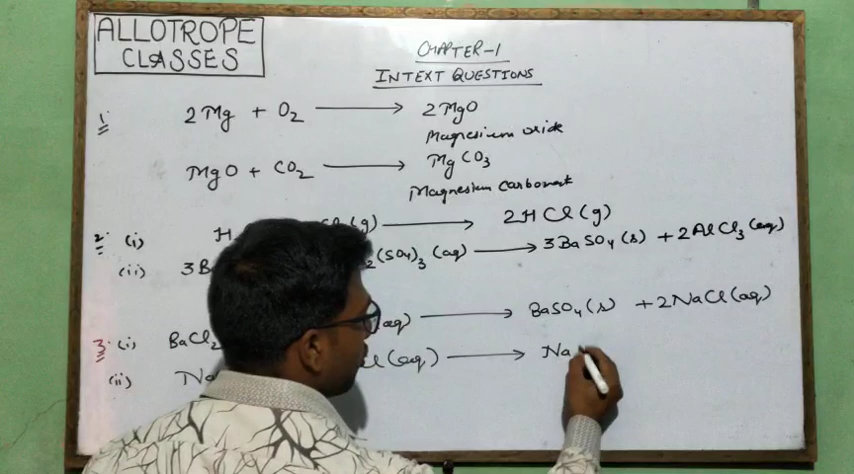 ALLOTROPE
CLASSES
CHAPTER-1
INTEXT QUESTIONS
1. 2Mg + O₂ ⟶ 2MgO
Magnesium oxide
MgO + CO₂ ⟶ MgCO₃
Magnesium carbonate
2. (i) H (g) ⟶ 2HCl(g)
(ii) 3B ₂(SO₄)₃(aq) ⟶ 3BaSO₄(s) + 2AlCl₃(aq)
3. (i) BaCl₂ aq) ⟶ BaSO₄(s) + 2NaCl(aq)
(ii) Na Cl(aq) ⟶ Na